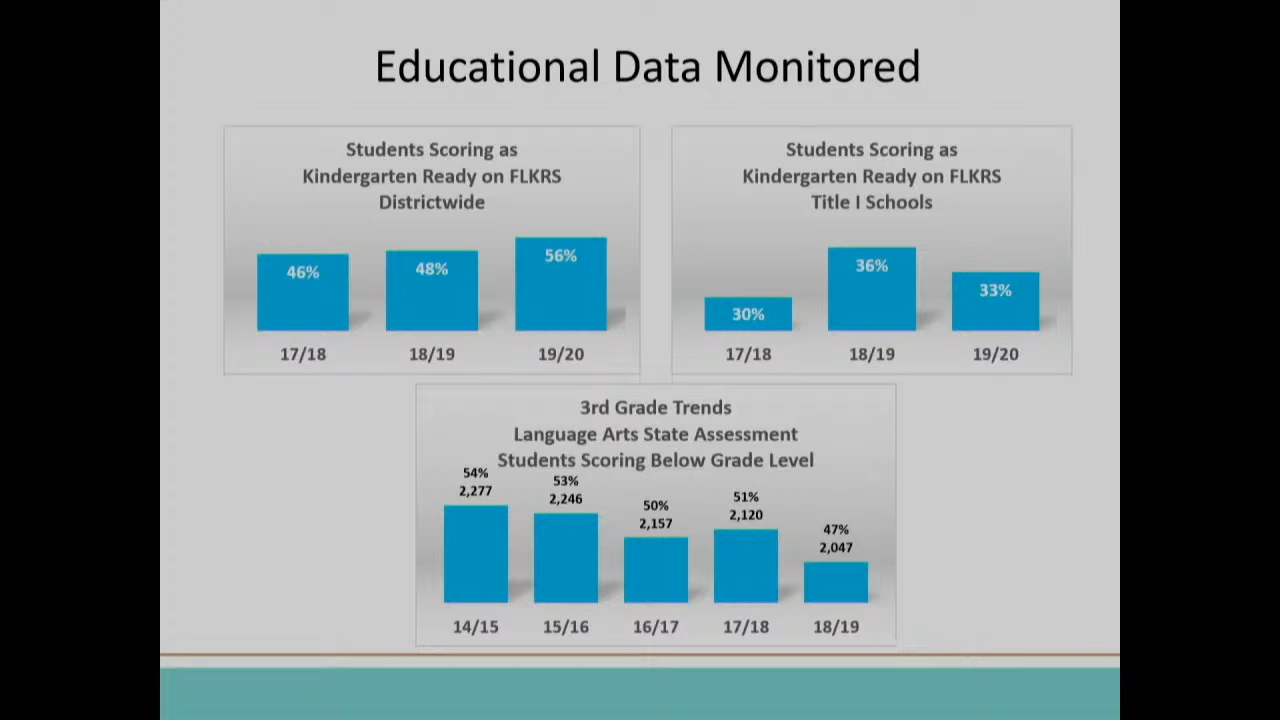 Educational Data Monitored
Students Scoring as
Kindergarten Ready on FLKRS
Districtwide
46%
48%
56%
17/18
18/19
19/20
Students Scoring as
Kindergarten Ready on FLKRS
Title I Schools
30%
36%
33%
17/18
18/19
19/20
3rd Grade Trends
Language Arts State Assessment
Students Scoring Below Grade Level
54%
2,277
53%
2,246
50%
2,157
51%
2,120
47%
2,047
14/15
15/16
16/17
17/18
18/19